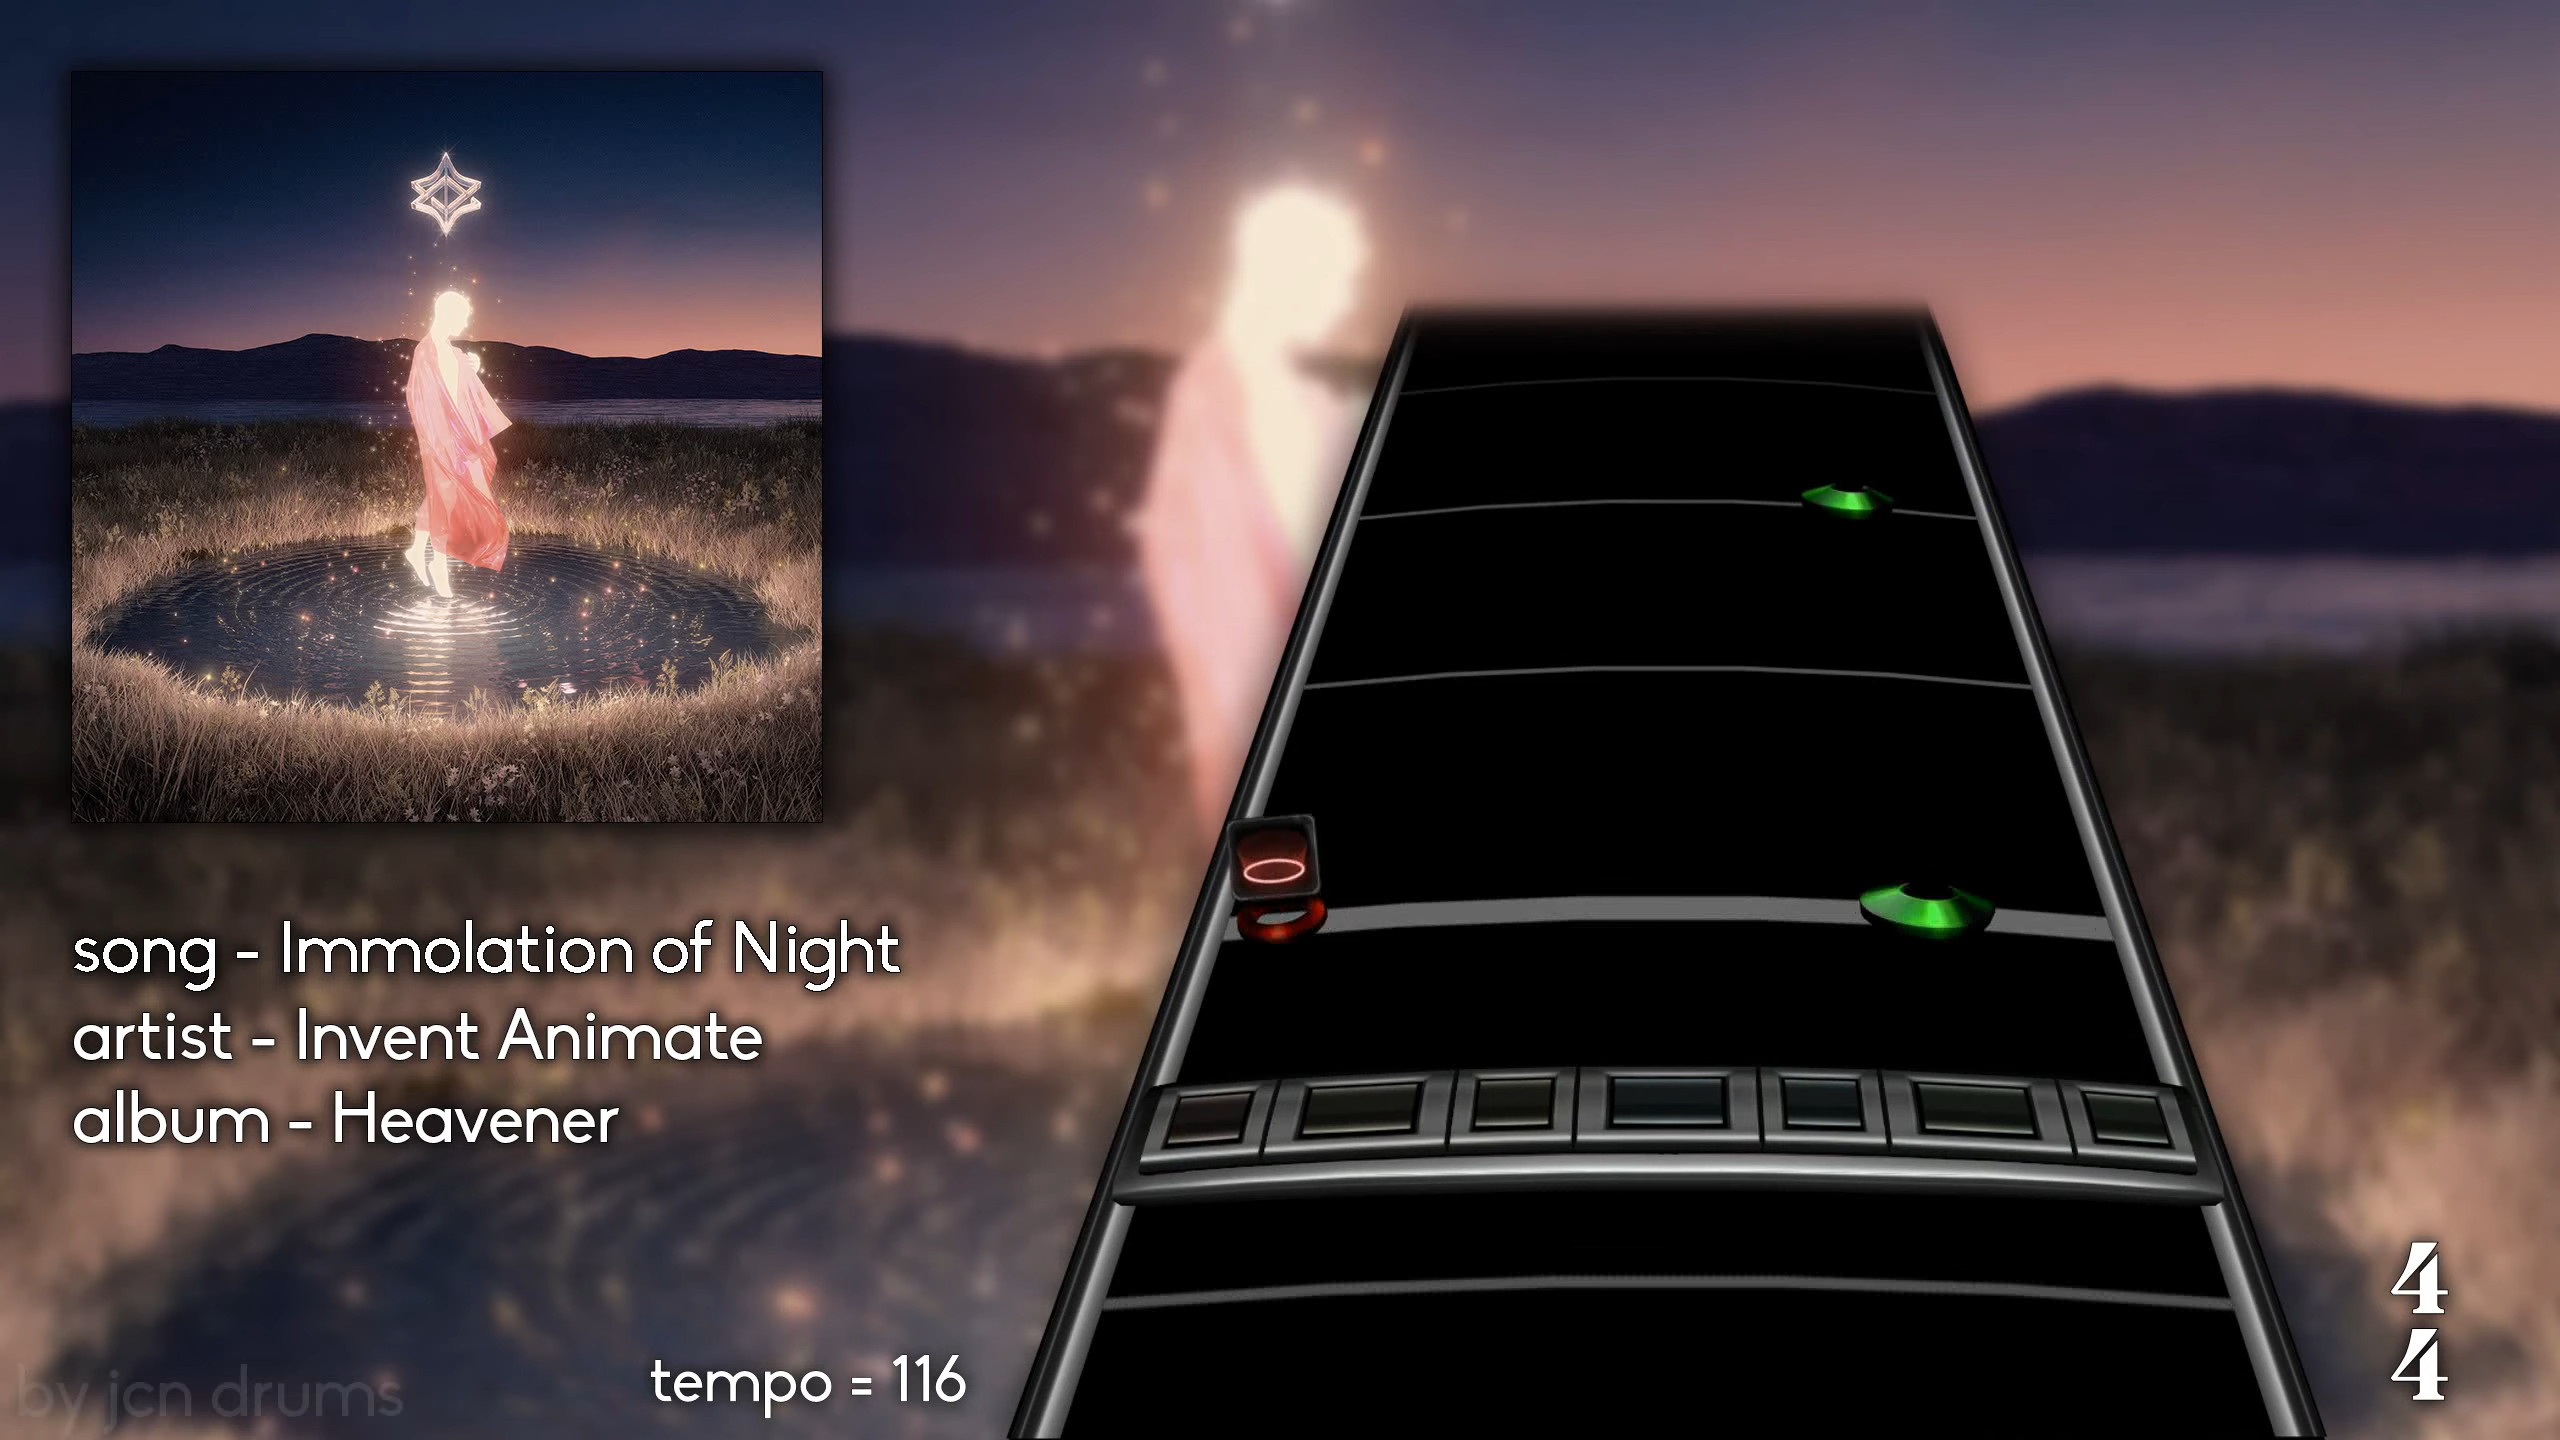 song - Immolation of Night
artist - Invent Animate
album - Heavener
tempo = 116
by jcn drums
4
4